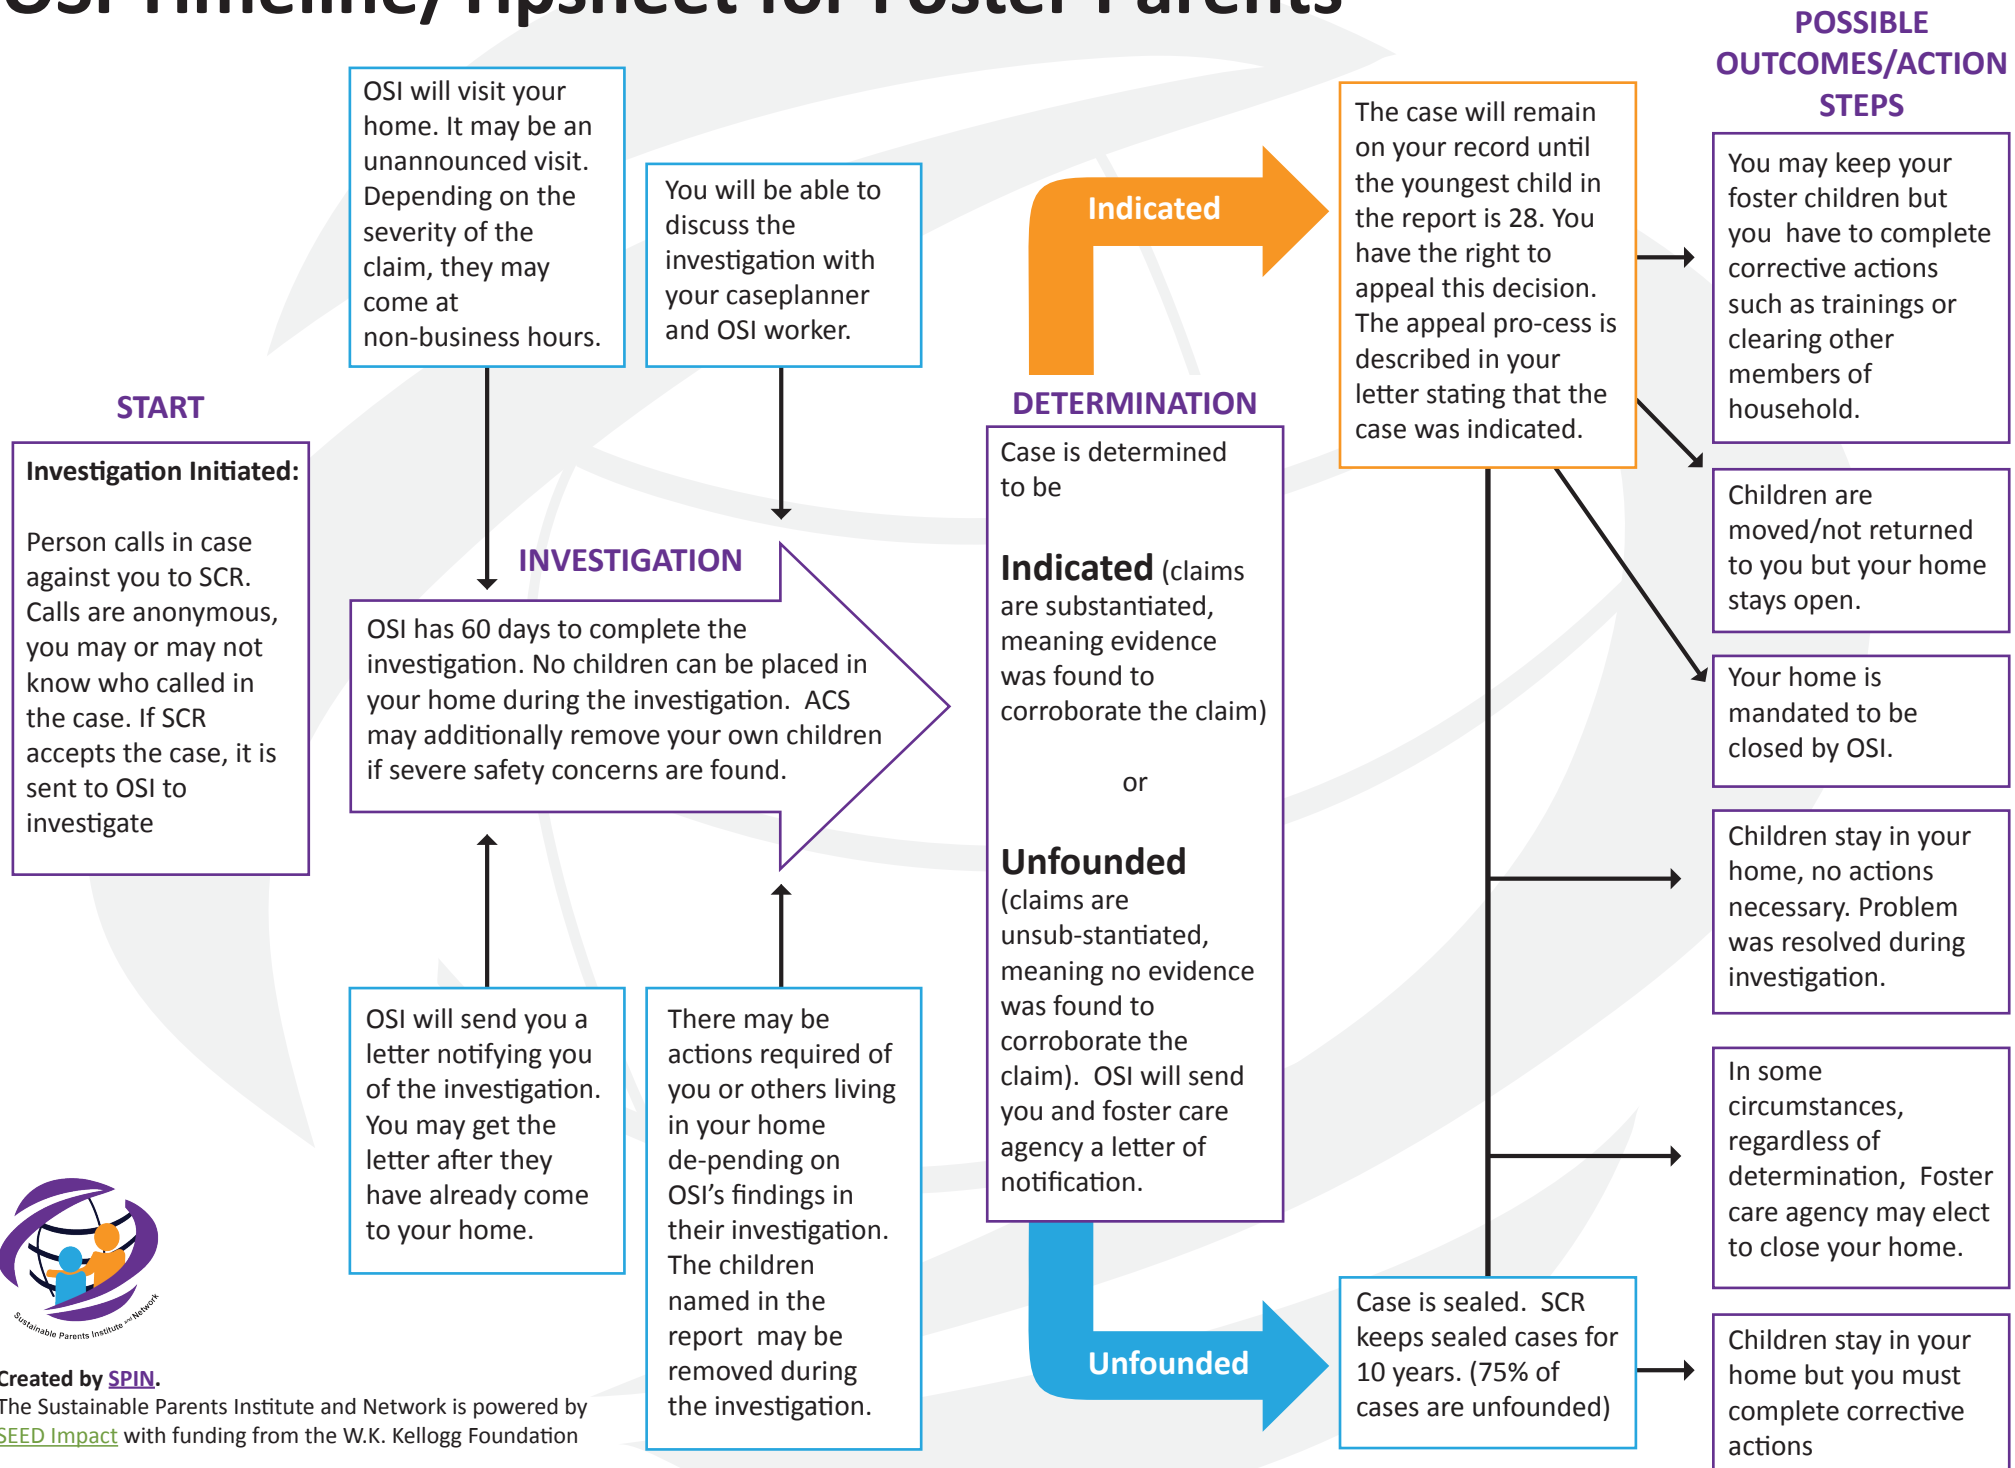 OSI Timeline/Tipsheet for Foster Parents
START
Investigation Initiated:
Person calls in case
against you to SCR.
Calls are anonymous,
you may or may not
know who called in
the case. If SCR
accepts the case, it is
sent to OSI to
investigate
OSI will visit your
home. It may be an
unannounced visit.
Depending on the
severity of the
claim, they may
come at
non-business hours.
You will be able to
discuss the
investigation with
your caseplanner
and OSI worker.
INVESTIGATION
OSI has 60 days to complete the
investigation. No children can be placed in
your home during the investigation.  ACS
may additionally remove your own children
if severe safety concerns are found.
OSI will send you a
letter notifying you
of the investigation.
You may get the
letter after they
have already come
to your home.
There may be
actions required of
you or others living
in your home
de-pending on
OSI’s findings in
their investigation.
The children
named in the
report  may be
removed during
the investigation.
DETERMINATION
Case is determined
to be
Indicated (claims
are substantiated,
meaning evidence
was found to
corroborate the claim)
or
Unfounded
(claims are
unsub-stantiated,
meaning no evidence
was found to
corroborate the
claim).  OSI will send
you and foster care
agency a letter of
notification.
Indicated
The case will remain
on your record until
the youngest child in
the report is 28. You
have the right to
appeal this decision.
The appeal pro-cess is
described in your
letter stating that the
case was indicated.
Unfounded
Case is sealed.  SCR
keeps sealed cases for
10 years. (75% of
cases are unfounded)
POSSIBLE
OUTCOMES/ACTION
STEPS
You may keep your
foster children but
you  have to complete
corrective actions
such as trainings or
clearing other
members of
household.
Children are
moved/not returned
to you but your home
stays open.
Your home is
mandated to be
closed by OSI.
Children stay in your
home, no actions
necessary. Problem
was resolved during
investigation.
In some
circumstances,
regardless of
determination,  Foster
care agency may elect
to close your home.
Children stay in your
home but you must
complete corrective
actions
Sustainable Parents Institute and Network
Created by SPIN.
The Sustainable Parents Institute and Network is powered by
SEED Impact with funding from the W.K. Kellogg Foundation